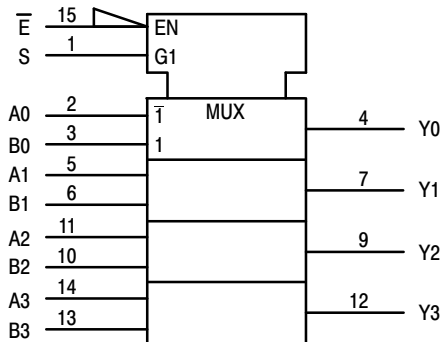 E̅ 15 EN
S 1 G1
MUX
A0 2 1̅ 4 Y0
B0 3 1
A1 5 7 Y1
B1 6
A2 11 9 Y2
B2 10
A3 14 12 Y3
B3 13